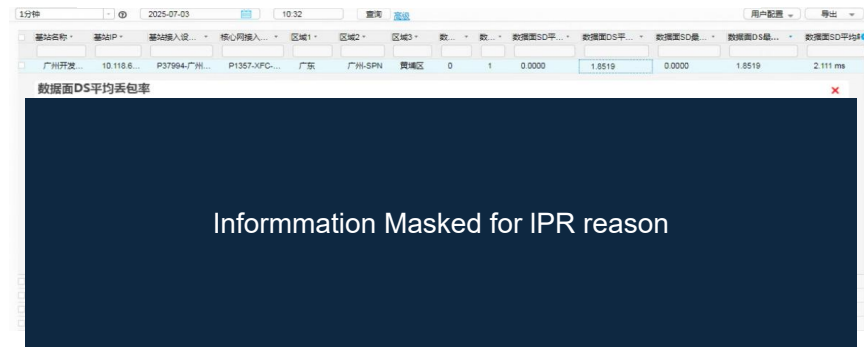 1分钟 2025-07-03 10:32 查询 高级 用户配置 导出
基站名称 基站IP 基站接入设... 核心网接入... 区域1 区域2 区域3 数... 数... 数据面SD平... 数据面DS平... 数据面SD最... 数据面DS最... 数据面SD平均
广州开发... 10.118.6... P37994-广州... P1357-XFC-... 广东 广州-SPN 黄埔区 0 1 0.0000 1.8519 0.0000 1.8519 2.111 ms
数据面DS平均丢包率
Informmation Masked for IPR reason